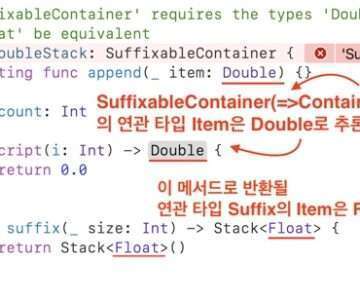 fixableContainer' requires the types 'Doub
at' be equivalent
oubleStack: SuffixableContainer { 'Su
ting func append(_ item: Double) {}
SuffixableContainer(=>Contain
count: Int
의 연관 타입 Item은 Double로 추론
script(i: Int) -> Double {
return 0.0
이 메서드로 반환될
연관 타입 Suffix의 Item은 F
suffix(_ size: Int) -> Stack<Float> {
return Stack<Float>()